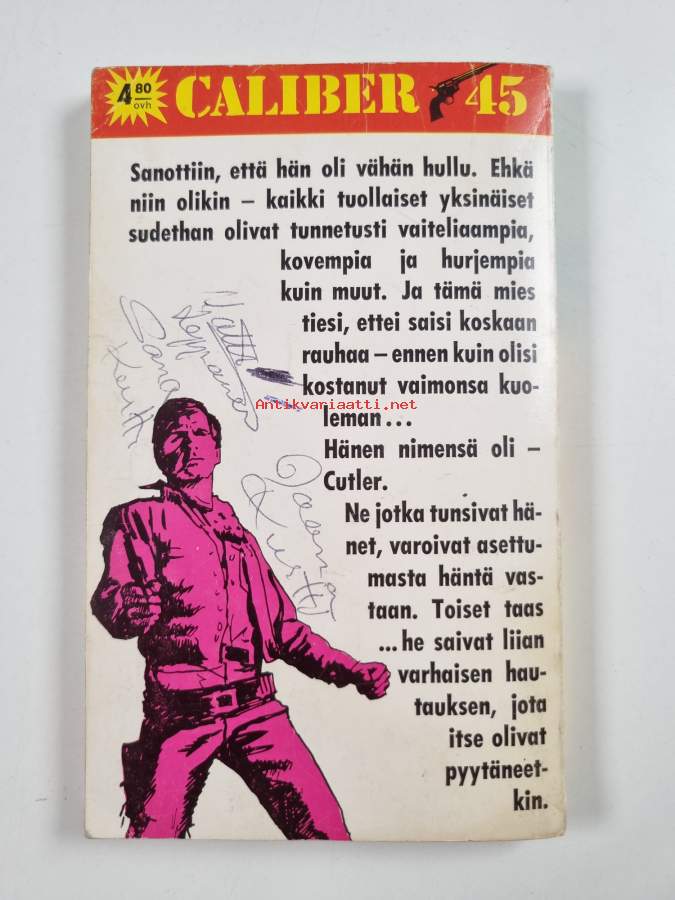 4 80
ovh
CALIBER 45
Sanottiin, että hän oli vähän hullu. Ehkä
niin olikin – kaikki tuollaiset yksinäiset
sudethan olivat tunnetusti vaiteliaampia,
kovempia ja hurjempia
kuin muut. Ja tämä mies
tiesi, ettei saisi koskaan
rauhaa – ennen kuin olisi
kostanut vaimonsa kuo-
leman...
Hänen nimensä oli –
Cutler.
Ne jotka tunsivat hä-
net, varoivat asettu-
masta häntä vas-
taan. Toiset taas
...he saivat liian
varhaisen hau-
tauksen, jota
itse olivat
pyytäneet-
kin.
Matti
Leppänen
Antikvariaatti.net